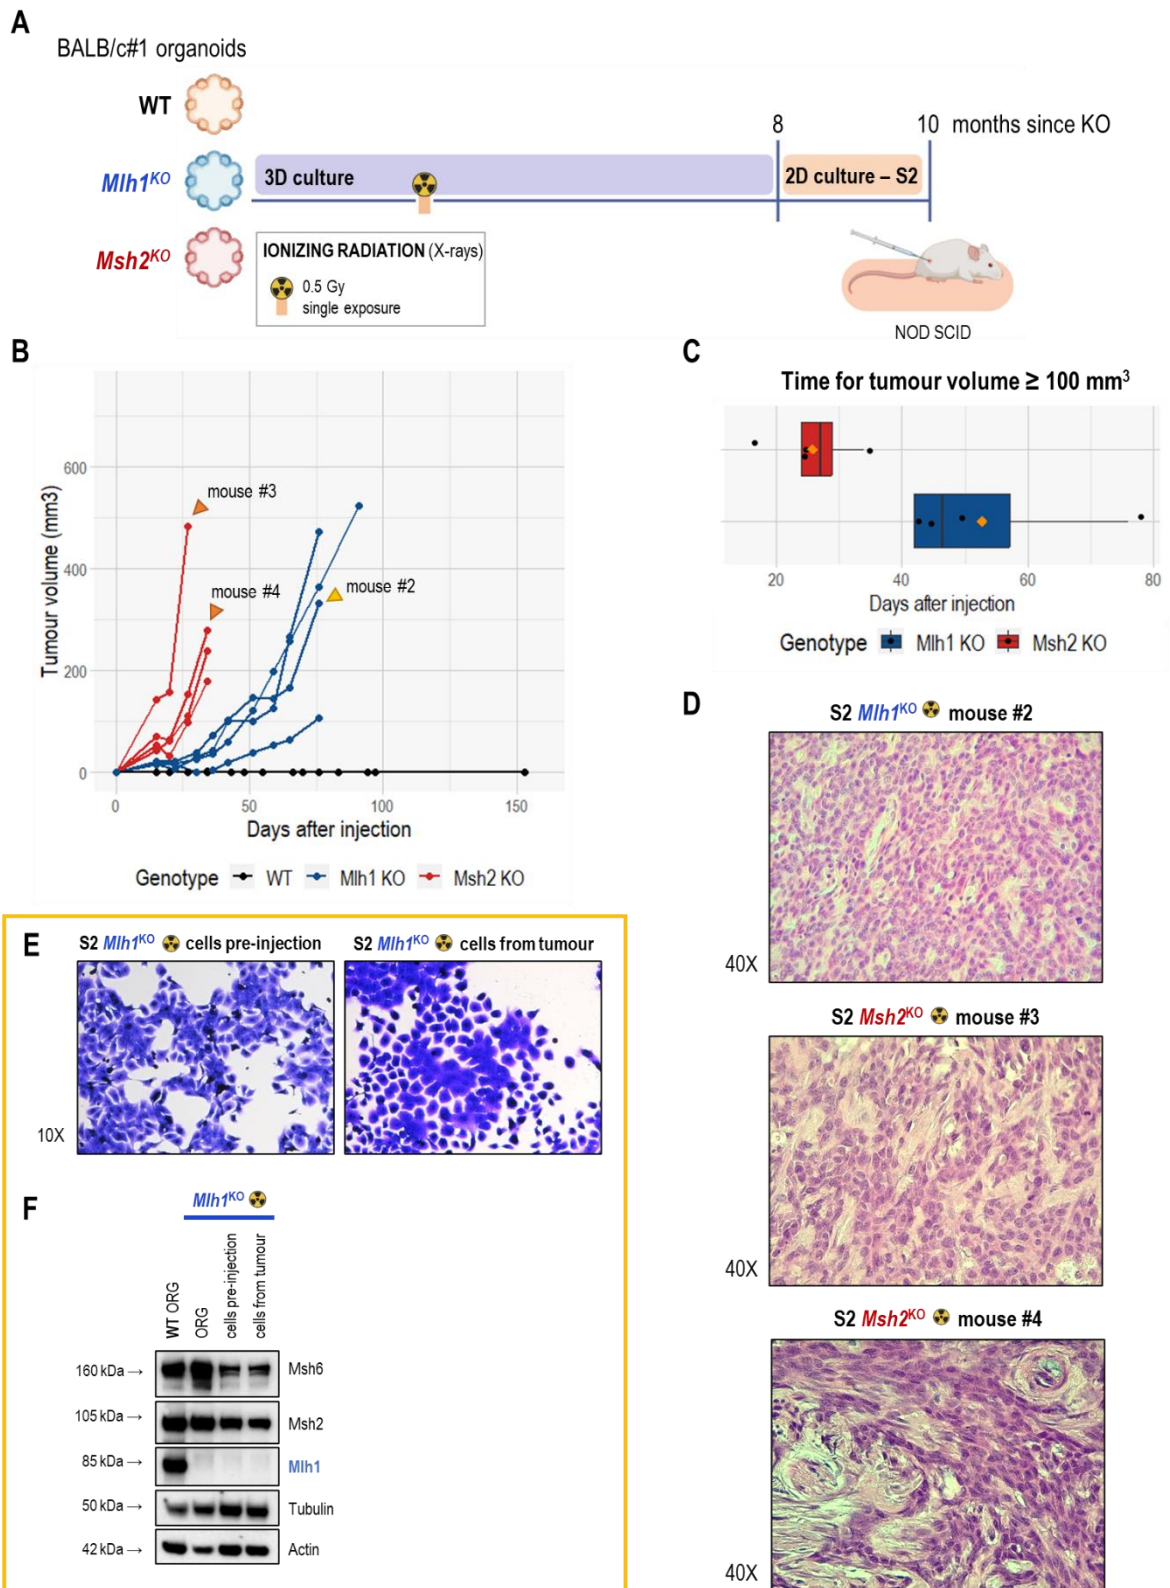 A
BALB/c#1 organoids
WT
Mlh1KO
Msh2KO
8
10 months since KO
3D culture
2D culture – S2
IONIZING RADIATION (X-rays)
0.5 Gy
single exposure
NOD SCID
B
Tumour volume (mm3)
600
400
200
0
mouse #3
mouse #4
mouse #2
0
50
100
150
Days after injection
Genotype WT Mlh1 KO Msh2 KO
C
Time for tumour volume ≥ 100 mm3
20
40
60
80
Days after injection
Genotype Mlh1 KO Msh2 KO
D
S2 Mlh1KO mouse #2
40X
S2 Msh2KO mouse #3
40X
S2 Msh2KO mouse #4
40X
E
S2 Mlh1KO cells pre-injection
S2 Mlh1KO cells from tumour
10X
F
Mlh1KO
WT ORG
ORG
cells pre-injection
cells from tumour
160 kDa → Msh6
105 kDa → Msh2
85 kDa → Mlh1
50 kDa → Tubulin
42 kDa → Actin